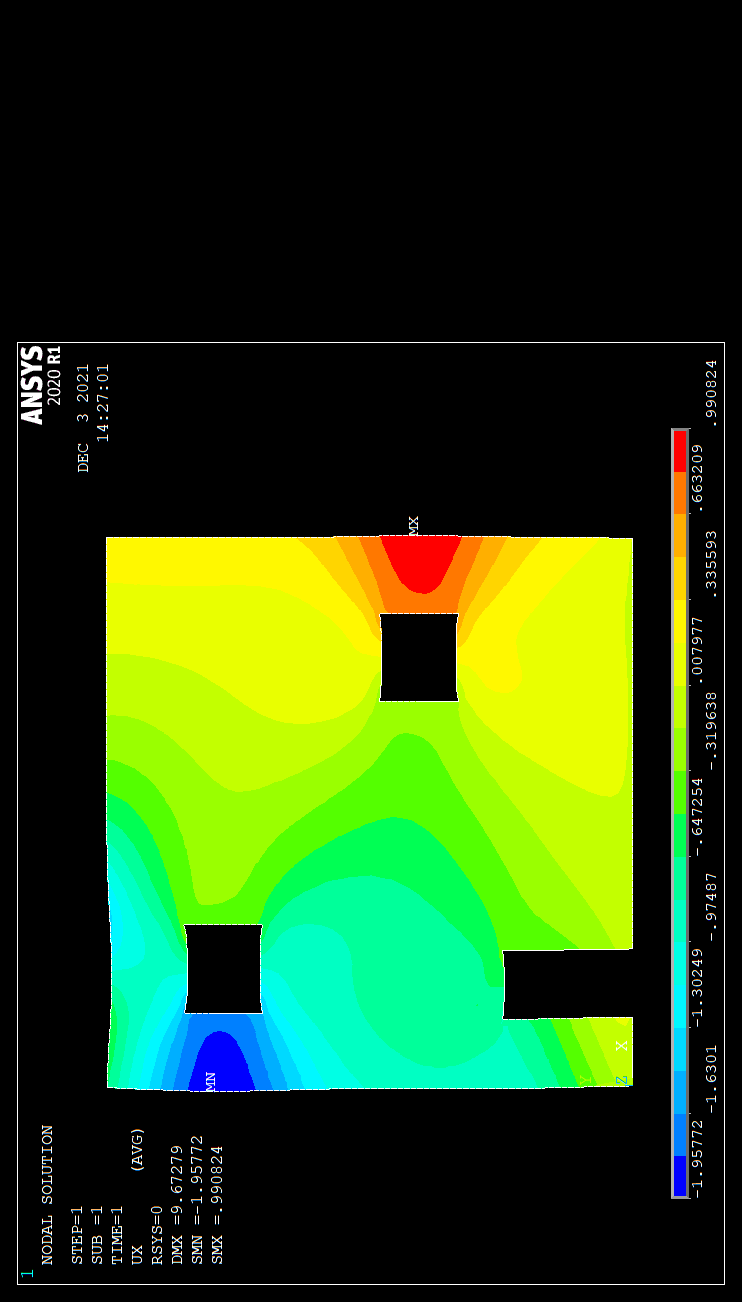 1
NODAL SOLUTION
STEP=1
SUB =1
TIME=1
UX (AVG)
RSYS=0
DMX =9.67279
SMN =-1.95772
SMX =.990824
ANSYS
2020 R1
DEC 3 2021
14:27:01
MN
MX
Y
Z X
-1.95772
-1.6301
-1.30249
-.97487
-.647254
-.319638
.007977
.335593
.663209
.990824